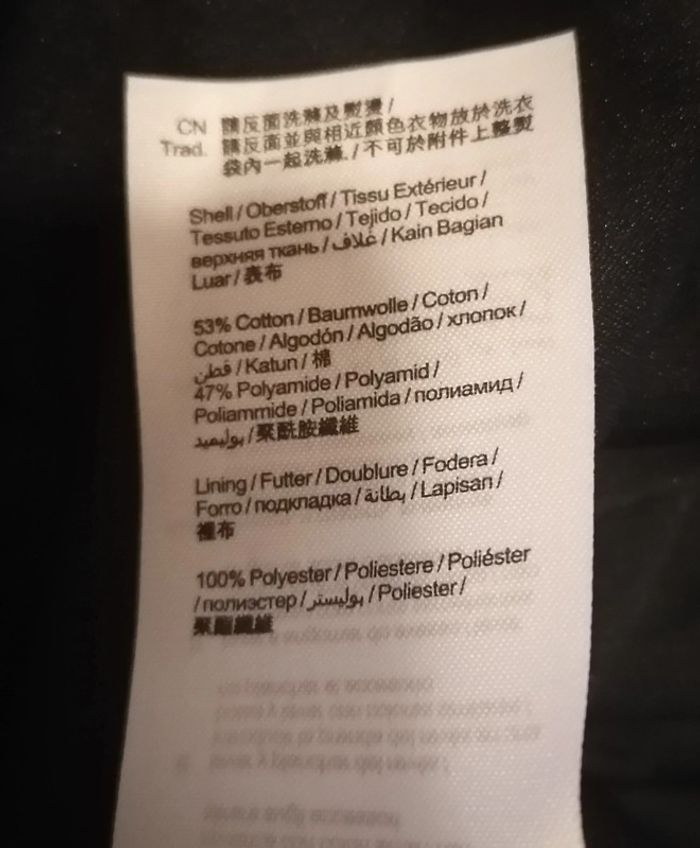 CN 請反面洗滌及熨燙 /
Trad. 請反面並與相近顏色衣物放於洗衣
袋內一起洗滌. / 不可於附件上整熨
Shell / Oberstoff / Tissu Extérieur /
Tessuto Esterno / Tejido / Tecido /
верхняя ткань / غلاف / Kain Bagian
Luar / 表布
53% Cotton / Baumwolle / Coton /
Cotone / Algodón / Algodão / хлопок /
قطن / Katun / 棉
47% Polyamide / Polyamid /
Poliammide / Poliamida / полиамид /
بوليميد / 聚酰胺纖維
Lining / Futter / Doublure / Fodera /
Forro / подкладка / بطانة / Lapisan /
裡布
100% Polyester / Poliestere / Poliéster
/ полиэстер / بوليستر / Poliester /
聚酯纖維